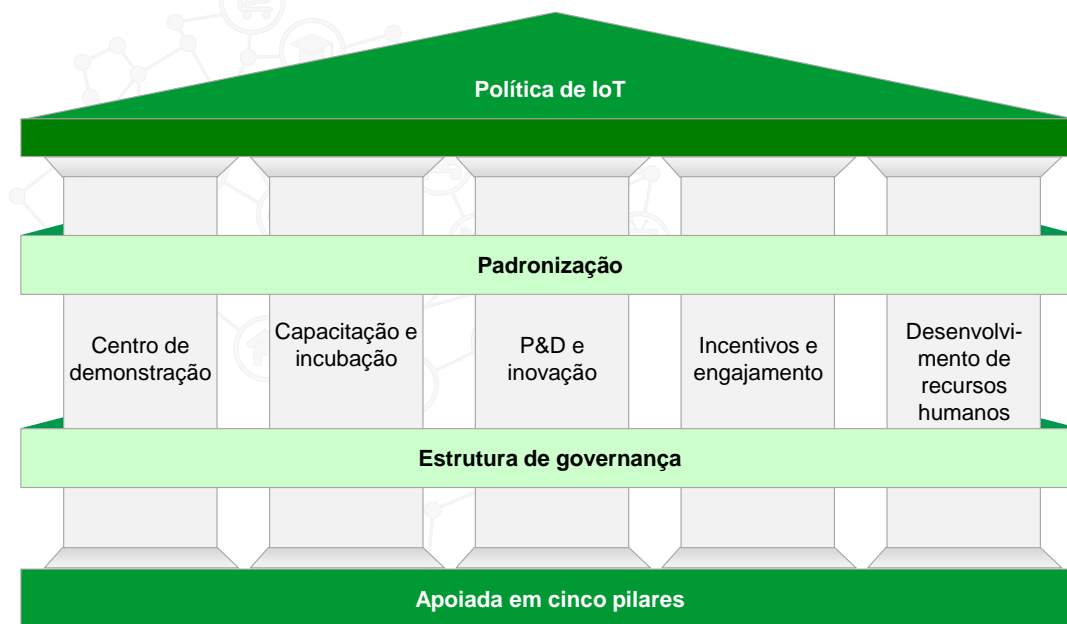 Política de IoT
Padronização
Centro de
demonstração
Capacitação e
incubação
P&D e
inovação
Incentivos e
engajamento
Desenvolvi-
mento de
recursos
humanos
Estrutura de governança
Apoiada em cinco pilares